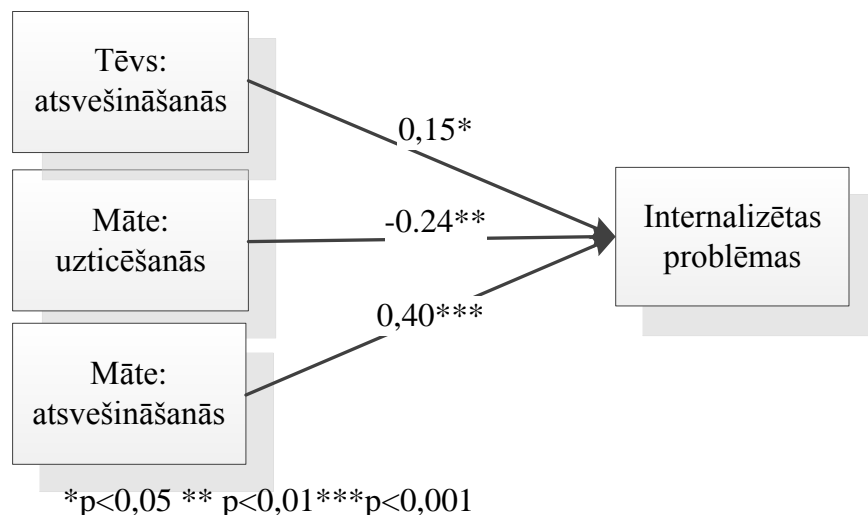 Tēvs:
atsvešināšanās
0,15*
Māte:
uzticēšanās
-0.24**
Internalizētas
problēmas
0,40***
Māte:
atsvešināšanās
*p<0,05 ** p<0,01***p<0,001